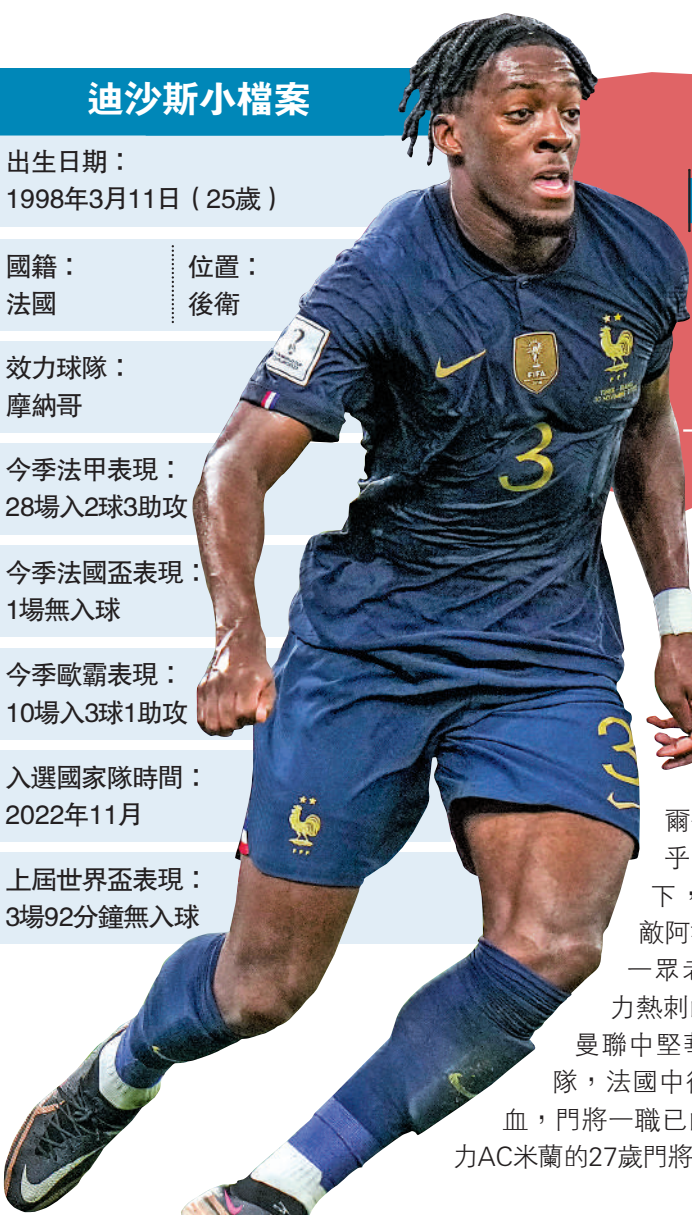 迪沙斯小檔案
出生日期：
1998年3月11日（25歲）
國籍：
法國
位置：
後衛
效力球隊：
摩納哥
今季法甲表現：
28場入2球3助攻
今季法國盃表現：
1場無入球
今季歐霸表現：
10場入3球1助攻
入選國家隊時間：
2022年11月
上屆世界盃表現：
3場92分鐘無入球
FIFA
3
3
爾
乎
下，
敵阿
一眾
力熱刺
曼聯中堅
隊，法國中
血，門將一職已
力AC米蘭的27歲門將